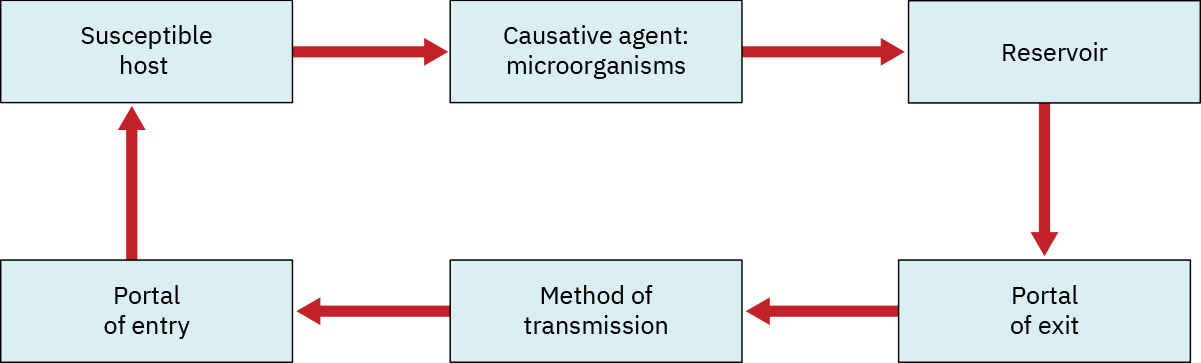 Susceptible
host
Causative agent:
microorganisms
Reservoir
Portal
of entry
Method of
transmission
Portal
of exit